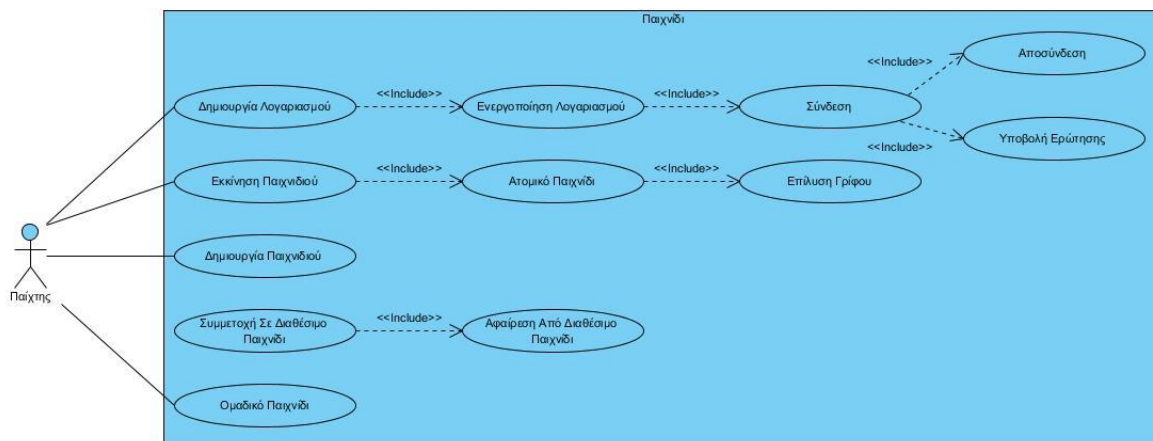 Παιχνίδι
Αποσύνδεση
<<Include>>
Δημιουργία Λογαριασμού
<<Include>>
Ενεργοποίηση Λογαριασμού
<<Include>>
Σύνδεση
<<Include>>
Υποβολή Ερώτησης
Εκκίνηση Παιχνιδιού
<<Include>>
Ατομικό Παιχνίδι
<<Include>>
Επίλυση Γρίφου
Παίχτης
Δημιουργία Παιχνιδιού
Συμμετοχή Σε Διαθέσιμο
Παιχνίδι
<<Include>>
Αφαίρεση Από Διαθέσιμο
Παιχνίδι
Ομαδικό Παιχνίδι